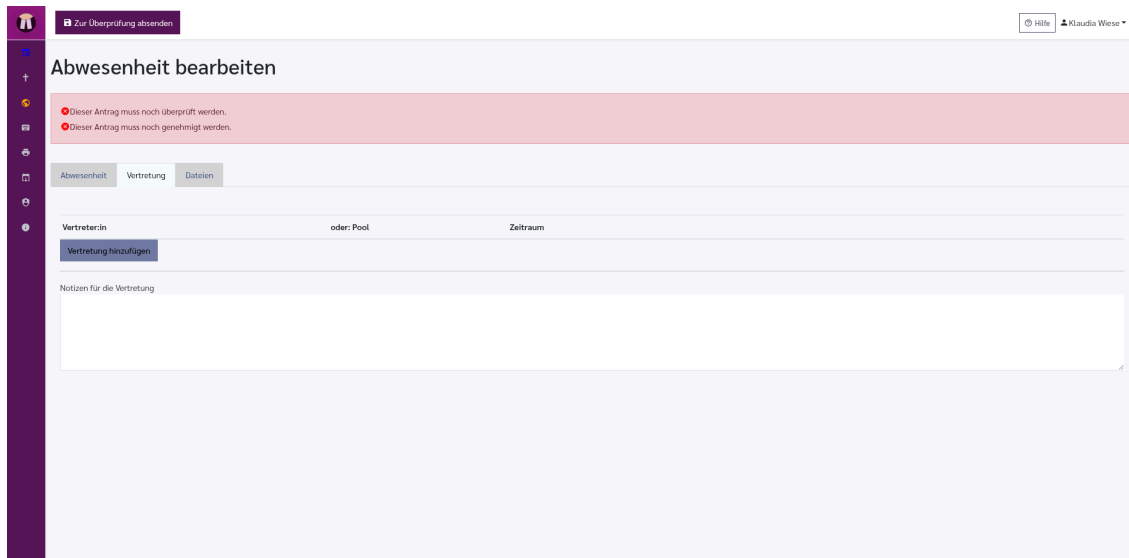 Zur Überprüfung absenden
Hilfe
Klaudia Wiese
Abwesenheit bearbeiten
Dieser Antrag muss noch überprüft werden.
Dieser Antrag muss noch genehmigt werden.
Abwesenheit Vertretung Dateien
Vertreter:in oder: Pool Zeitraum
Vertretung hinzufügen
Notizen für die Vertretung